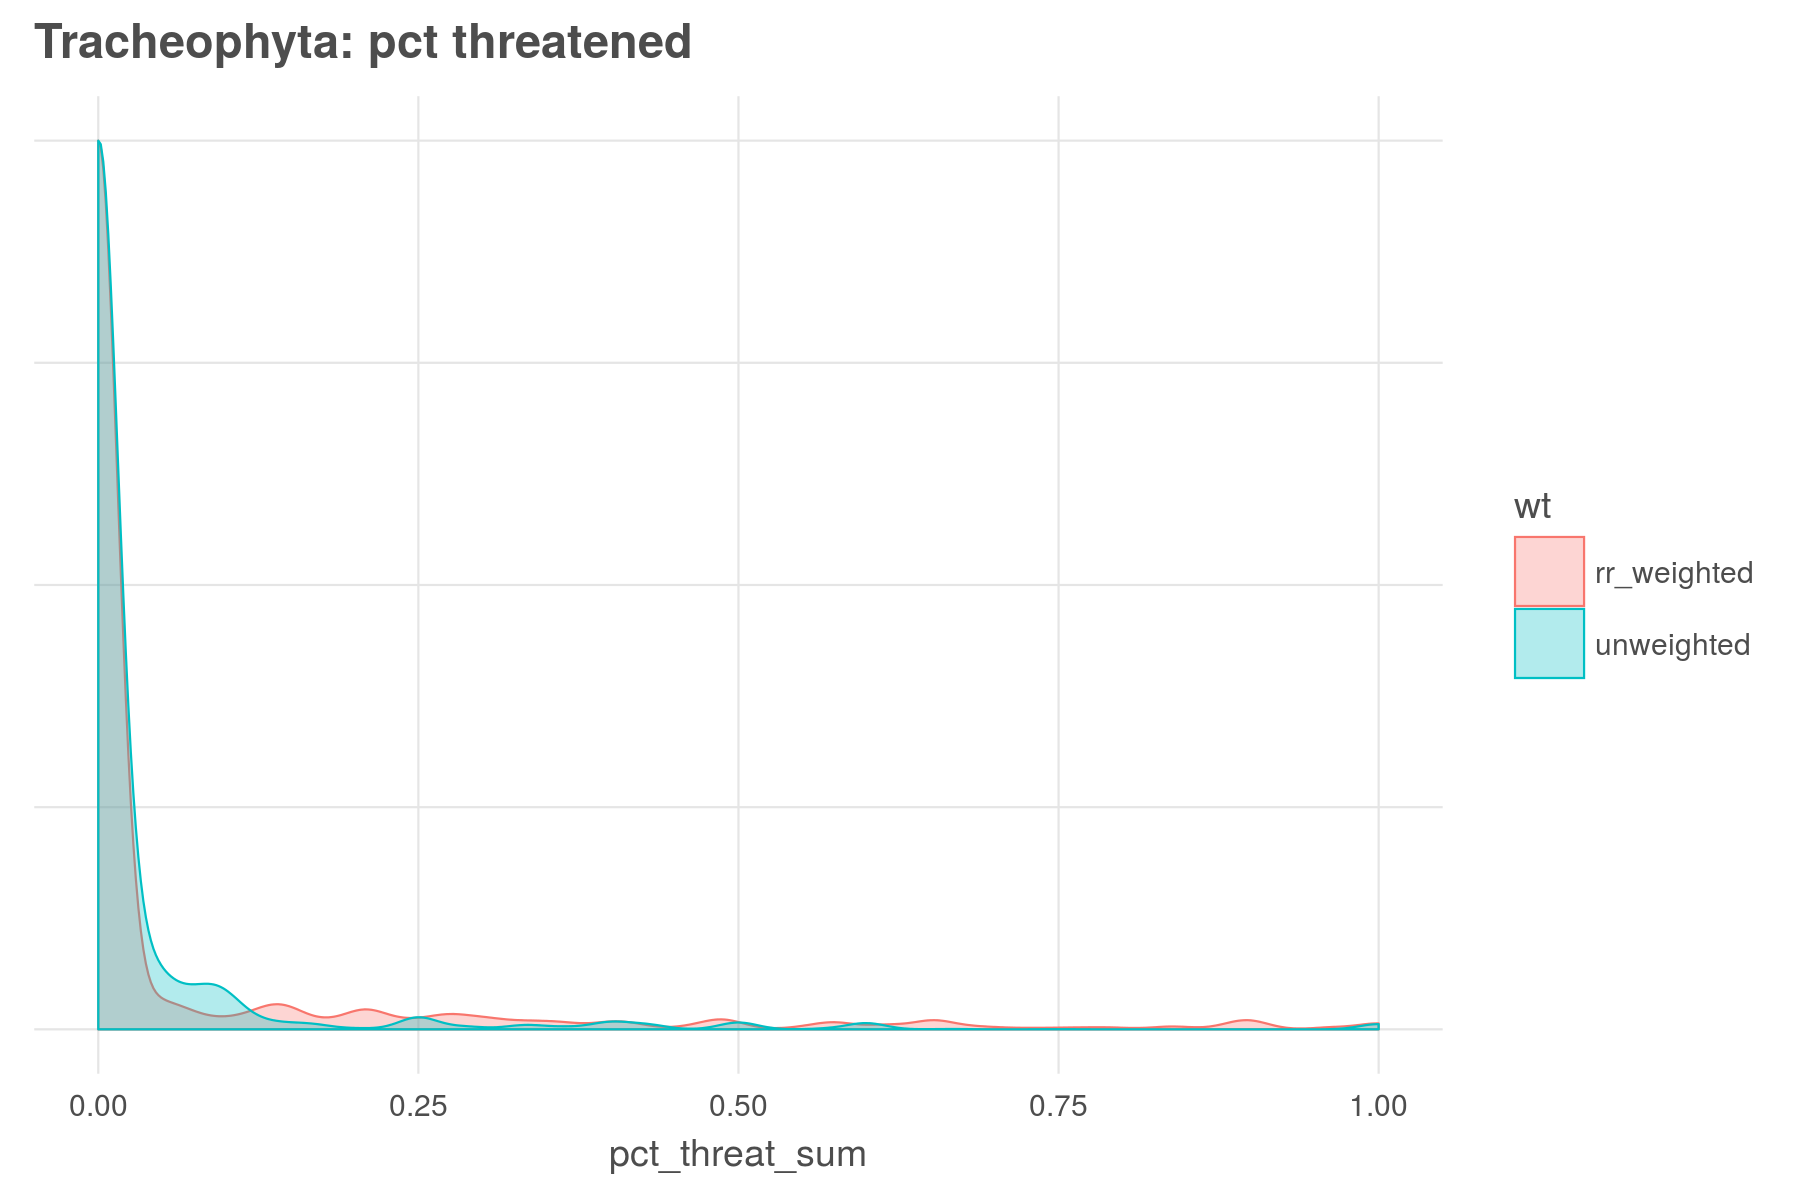 Tracheophyta: pct threatened
wt
rr_weighted
unweighted
0.00 0.25 0.50 0.75 1.00
pct_threat_sum